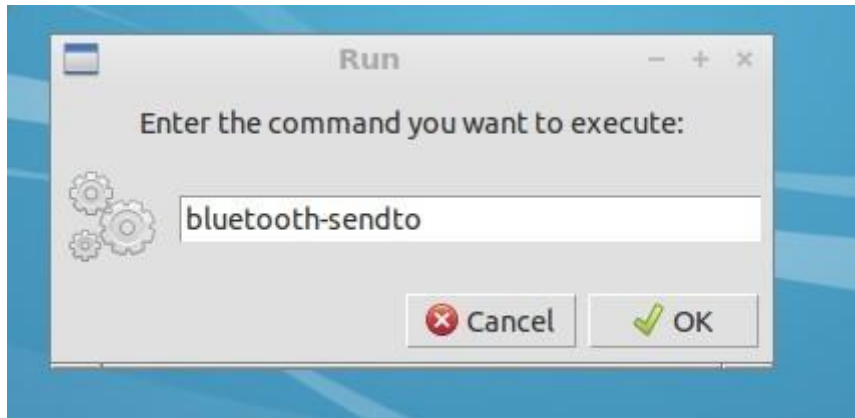 Run
Enter the command you want to execute:
bluetooth-sendto
Cancel
OK